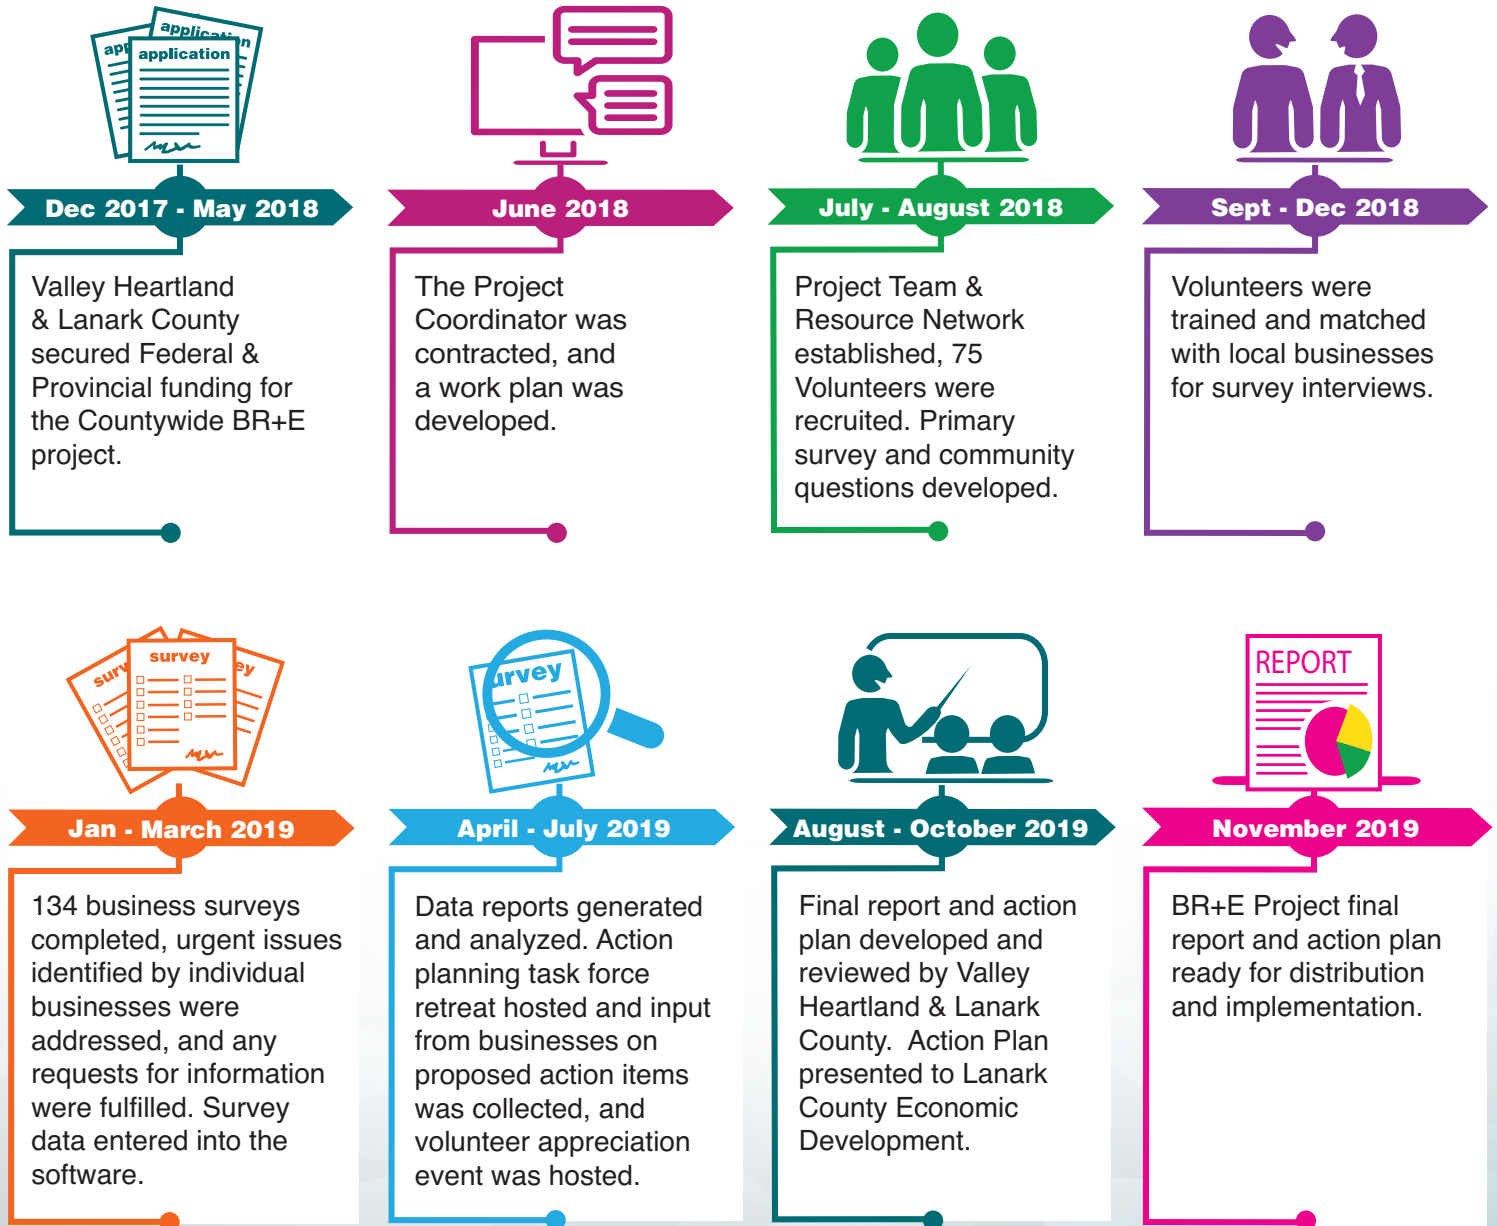 application
application
application
Dec 2017 - May 2018
Valley Heartland
& Lanark County
secured Federal &
Provincial funding for
the Countywide BR+E
project.
June 2018
The Project
Coordinator was
contracted, and
a work plan was
developed.
July - August 2018
Project Team &
Resource Network
established, 75
Volunteers were
recruited. Primary
survey and community
questions developed.
Sept - Dec 2018
Volunteers were
trained and matched
with local businesses
for survey interviews.
surv
survey
ey
Jan - March 2019
134 business surveys
completed, urgent issues
identified by individual
businesses were
addressed, and any
requests for information
were fulfilled. Survey
data entered into the
software.
urvey
April - July 2019
Data reports generated
and analyzed. Action
planning task force
retreat hosted and input
from businesses on
proposed action items
was collected, and
volunteer appreciation
event was hosted.
August - October 2019
Final report and action
plan developed and
reviewed by Valley
Heartland & Lanark
County.  Action Plan
presented to Lanark
County Economic
Development.
REPORT
November 2019
BR+E Project final
report and action plan
ready for distribution
and implementation.